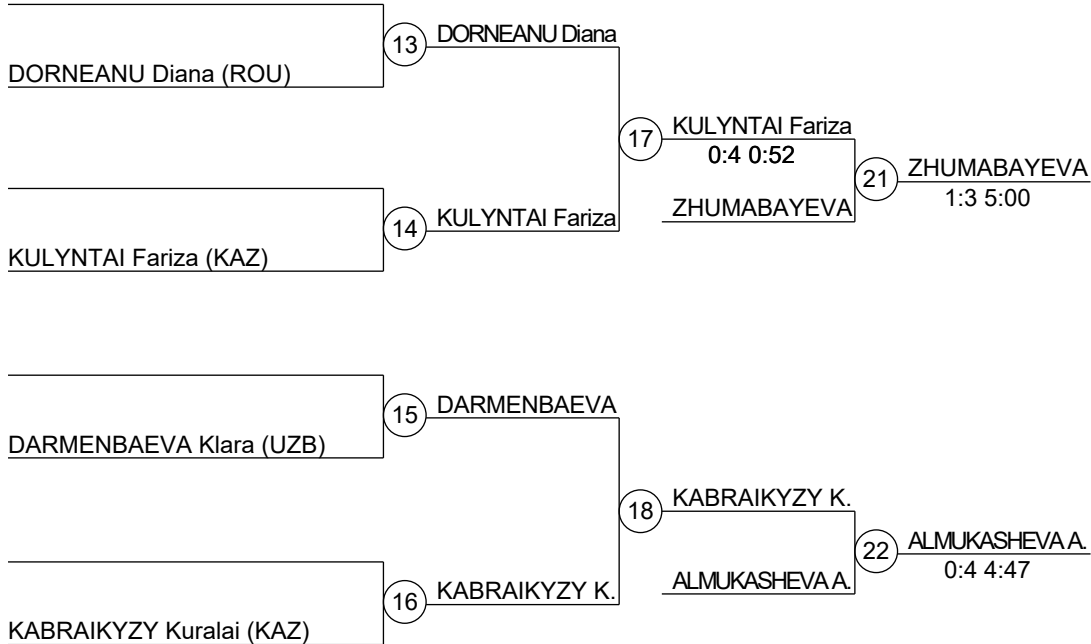 13 DORNEANU Diana
DORNEANU Diana (ROU)
17 KULYNTAI Fariza
0:4 0:52
21 ZHUMABAYEVA
1:3 5:00
ZHUMABAYEVA
14 KULYNTAI Fariza
KULYNTAI Fariza (KAZ)
15 DARMENBAEVA
DARMENBAEVA Klara (UZB)
18 KABRAIKYZY K.
22 ALMUKASHEVA A.
0:4 4:47
ALMUKASHEVA A.
16 KABRAIKYZY K.
KABRAIKYZY Kuralai (KAZ)